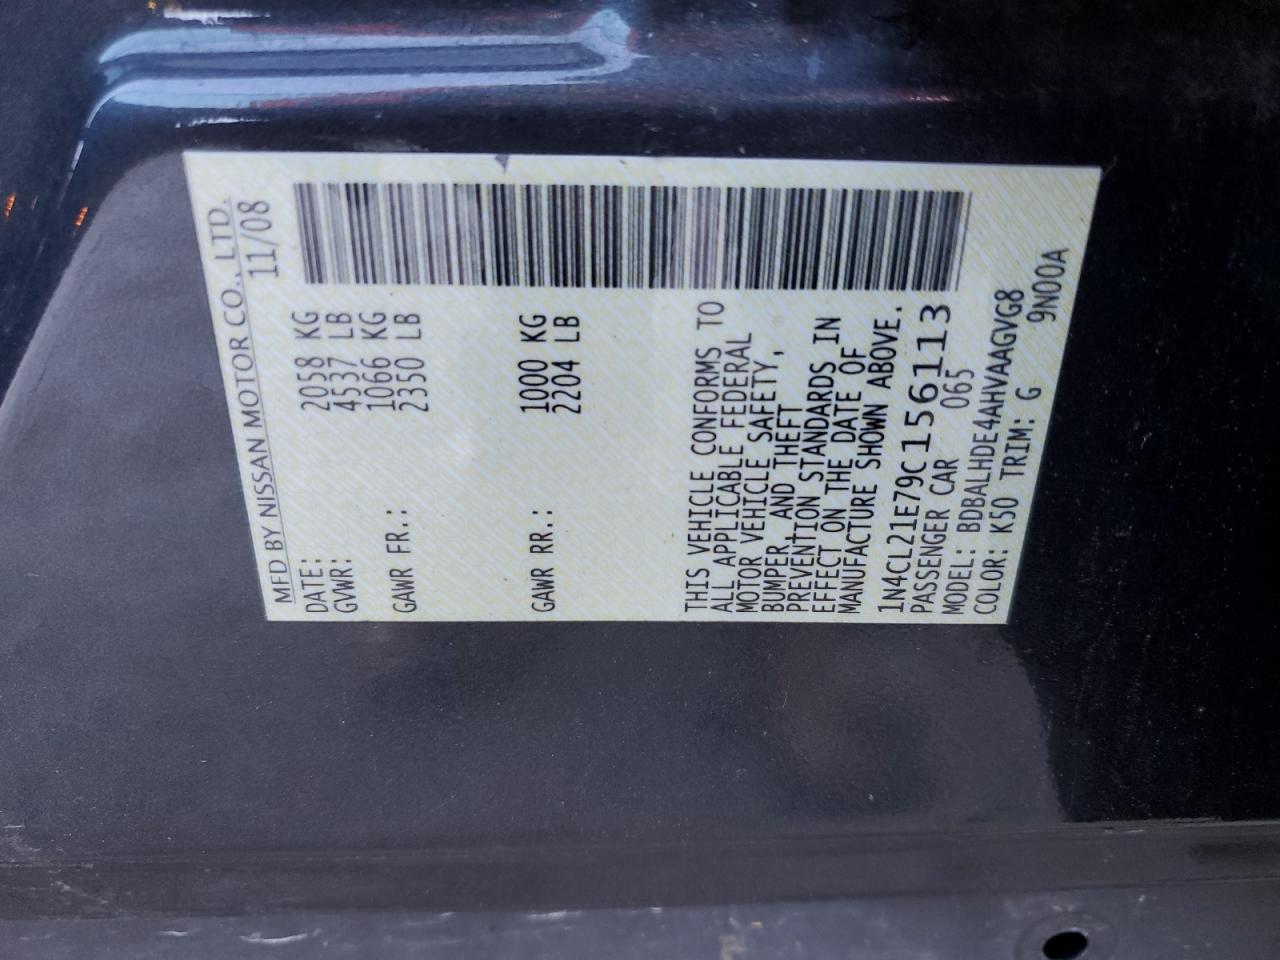 MFD BY NISSAN MOTOR CO., LTD.
DATE: 11/08
GVWR: 2058 KG
4537 LB
GAWR FR.: 1066 KG
2350 LB
GAWR RR.: 1000 KG
2204 LB
THIS VEHICLE CONFORMS TO
ALL APPLICABLE FEDERAL
MOTOR VEHICLE SAFETY,
BUMPER, AND THEFT
PREVENTION STANDARDS IN
EFFECT ON THE DATE OF
MANUFACTURE SHOWN ABOVE.
1N4CL21E79C156113
PASSENGER CAR 065
MODEL: BDBALHDE4AHVAAGVG8
COLOR: K50 TRIM: G 9N00A